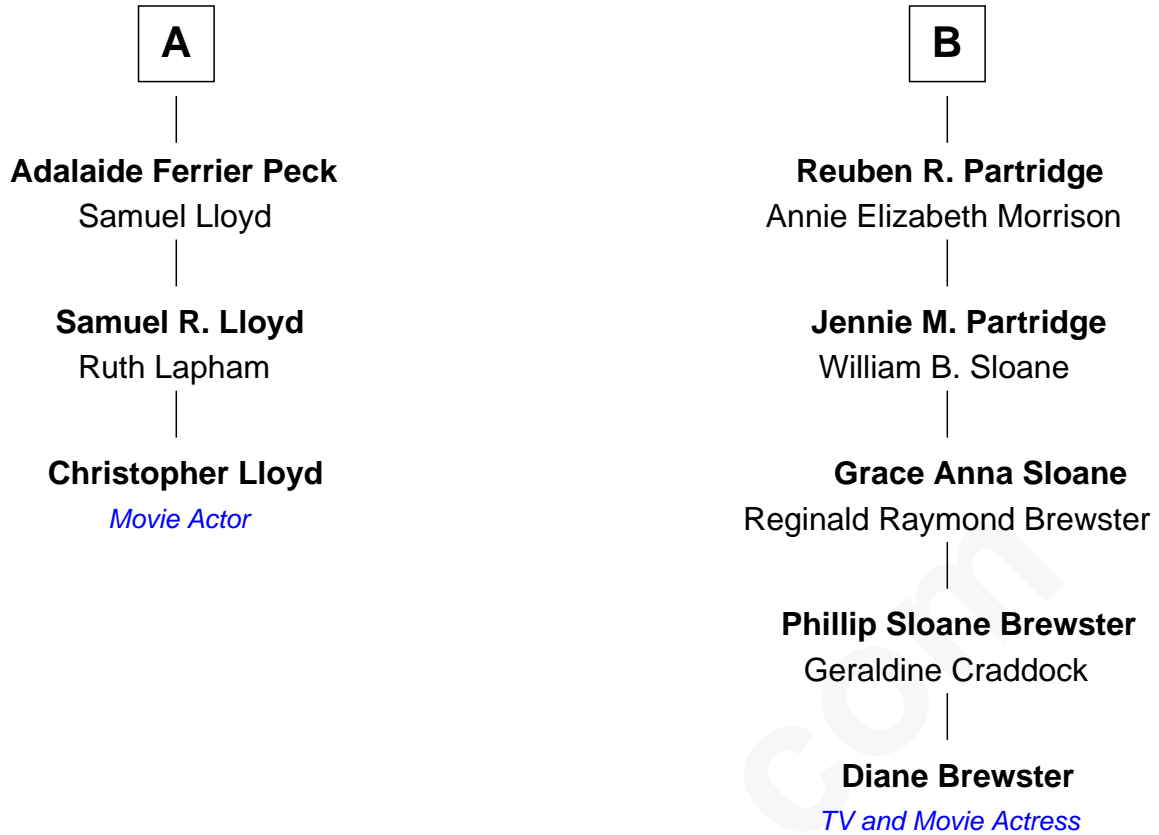 A
Adalaide Ferrier Peck
Samuel Lloyd
Samuel R. Lloyd
Ruth Lapham
Christopher Lloyd
Movie Actor
B
Reuben R. Partridge
Annie Elizabeth Morrison
Jennie M. Partridge
William B. Sloane
Grace Anna Sloane
Reginald Raymond Brewster
Phillip Sloane Brewster
Geraldine Craddock
Diane Brewster
TV and Movie Actress
com